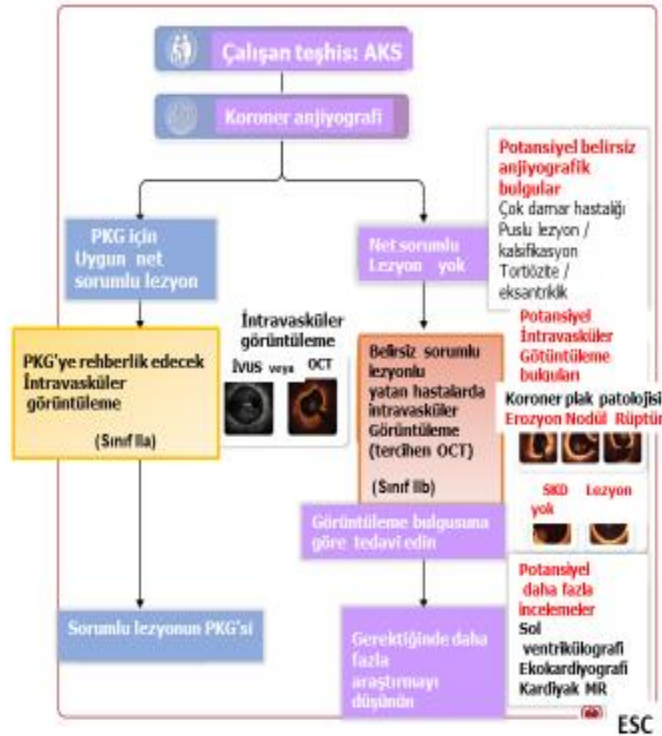 Çalışan teşhis: AKS
Koroner anjiyografi
PKG için
Uygun net
sorumlu lezyon
Net sorumlu
Lezyon yok
Potansiyel belirsiz
anjiyografik
bulgular
Çok damar hastalığı
Puslu lezyon /
kalsifikasyon
Tortiözite /
eksantriklik
PKG'ye rehberlik edecek
İntravasküler
görüntüleme
(Sınıf IIa)
İntravasküler
görüntüleme
İVUS veya OCT
Belirsiz sorumlu
lezyonlu
yatan hastalarda
intravasküler
Görüntüleme
(tercihen OCT)
(Sınıf IIb)
Potansiyel
İntravasküler
Götüntüleme
bulguları
Koroner plak patolojisi
Erozyon Nodül Rüptür
SKD Lezyon
yok
Görüntüleme bulgusuna
göre tedavi edin
Sorumlu lezyonun PKG'si
Gerektiğinde daha
fazla
araştırmayı
düşünün
Potansiyel
daha fazla
incelemeler
Sol
ventrikülografi
Ekokardiyografi
Kardiyak MR
ESC